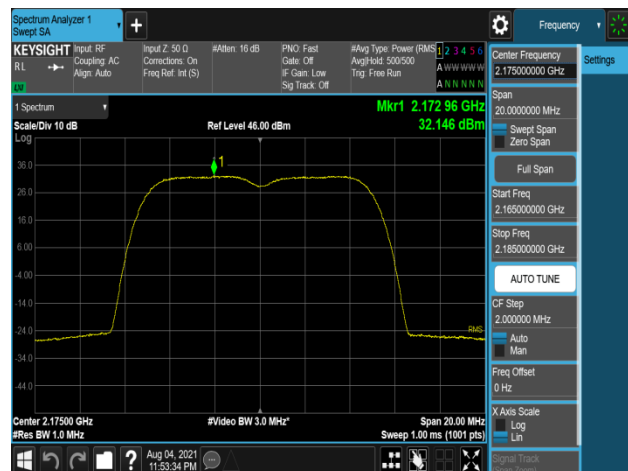 Spectrum Analyzer 1
Swept SA
Frequency
KEYSIGHT
Input: RF
Coupling: AC
Align: Auto
Input Z: 50 Ω
Corrections: On
Freq Ref: Int (S)
#Atten: 16 dB
PNO: Fast
Gate: Off
IF Gain: Low
Sig Track: Off
#Avg Type: Power (RMS
Avg|Hold: 500/500
Trig: Free Run
1 2 3 4 5 6
A W W W W W
A N N N N N
R L
LXI
1 Spectrum
Scale/Div 10 dB
Ref Level 46.00 dBm
Mkr1 2.172 96 GHz
32.146 dBm
Log
1
36.0
26.0
16.0
6.00
-4.00
-14.0
-24.0
-34.0
-44.0
RMS
Center 2.17500 GHz
#Res BW 1.0 MHz
#Video BW 3.0 MHz*
Span 20.00 MHz
Sweep 1.00 ms (1001 pts)
Aug 04, 2021
11:53:34 PM
Center Frequency
2.175000000 GHz
Settings
Span
20.0000000 MHz
Swept Span
Zero Span
Full Span
Start Freq
2.165000000 GHz
Stop Freq
2.185000000 GHz
AUTO TUNE
CF Step
2.000000 MHz
Auto
Man
Freq Offset
0 Hz
X Axis Scale
Log
Lin
Signal Track